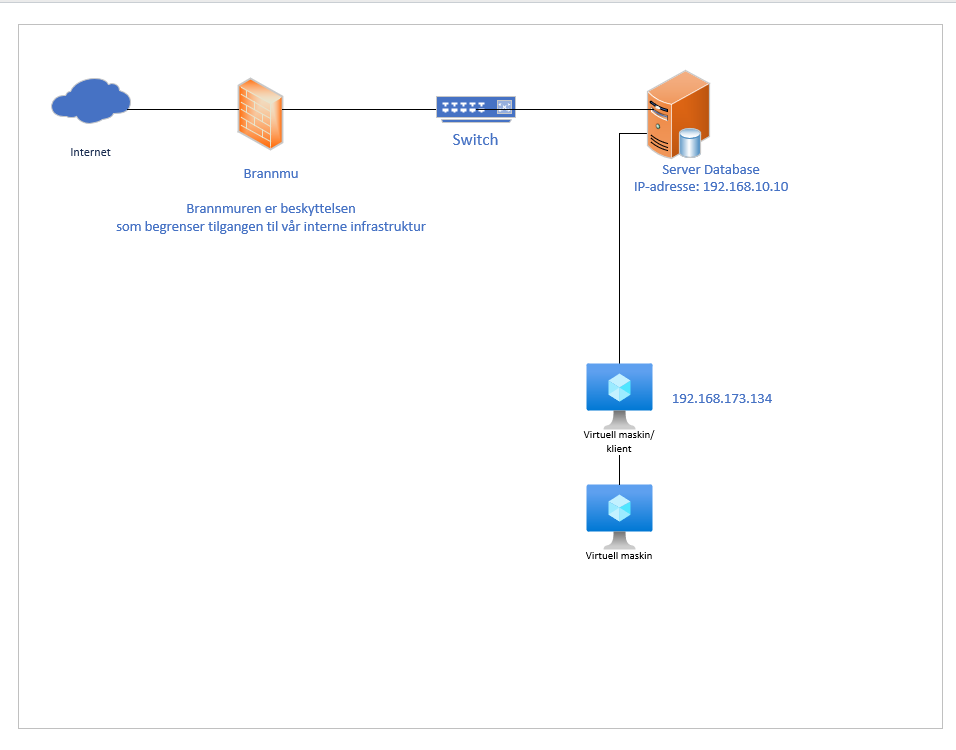 Internet
Brannmu
Brannmuren er beskyttelsen
som begrenser tilgangen til vår interne infrastruktur
Switch
Server Database
IP-adresse: 192.168.10.10
192.168.173.134
Virtuell maskin/
klient
Virtuell maskin